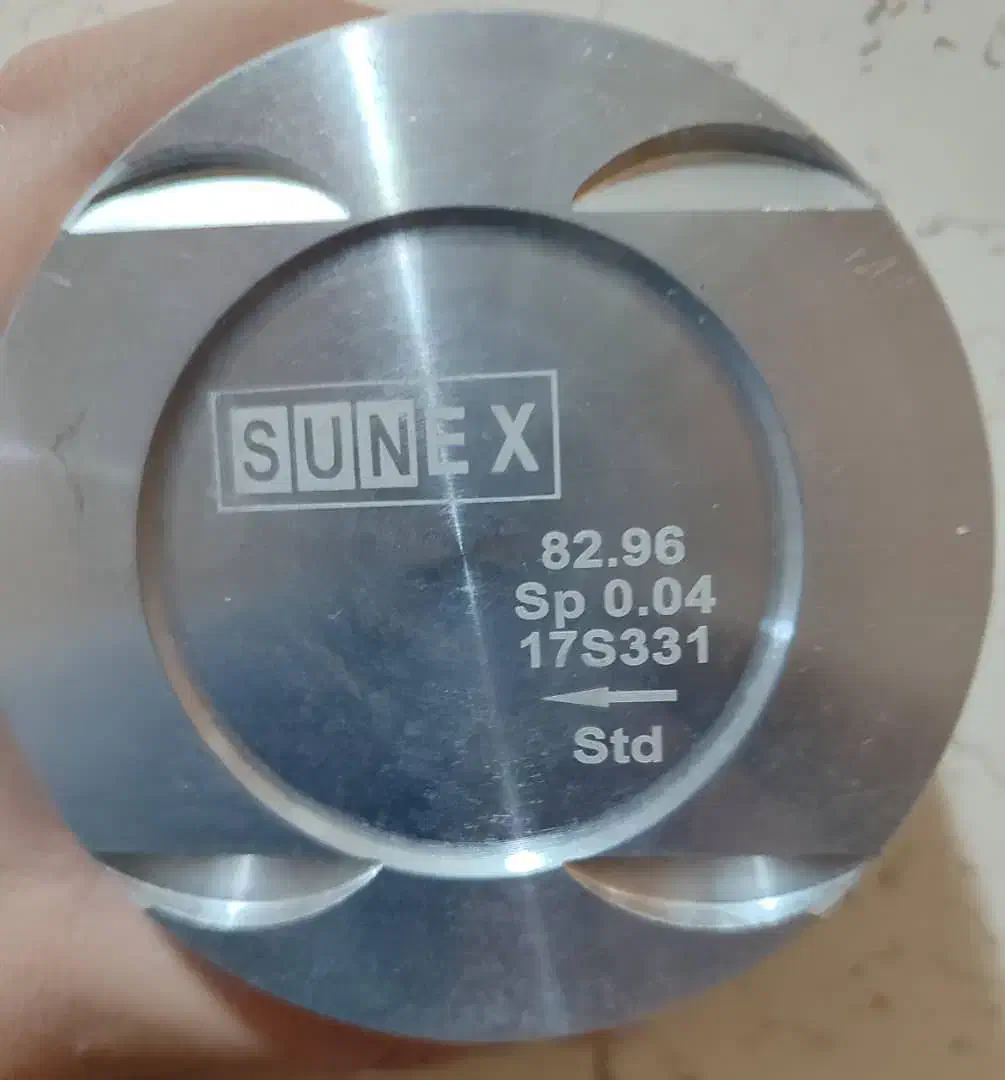 SUNEX
82.96
Sp 0.04
17S331
Std